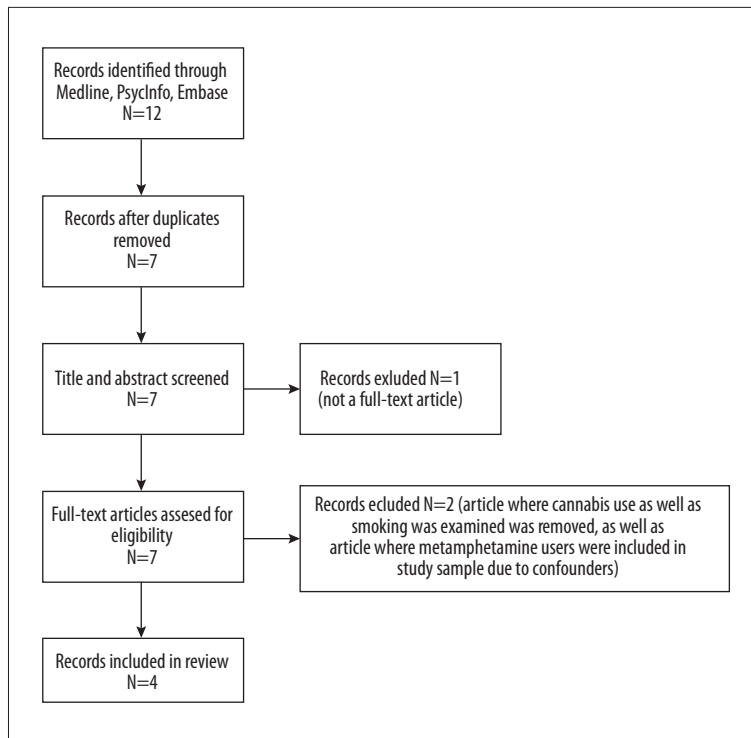 Records identified through
Medline, PsycInfo, Embase
N=12
Records after duplicates
removed
N=7
Title and abstract screened
N=7
Records exluded N=1
(not a full-text article)
Full-text articles assesed for
eligibility
N=7
Records ecluded N=2 (article where cannabis use as well as
smoking was examined was removed, as well as
article where metamphetamine users were included in
study sample due to confounders)
Records included in review
N=4